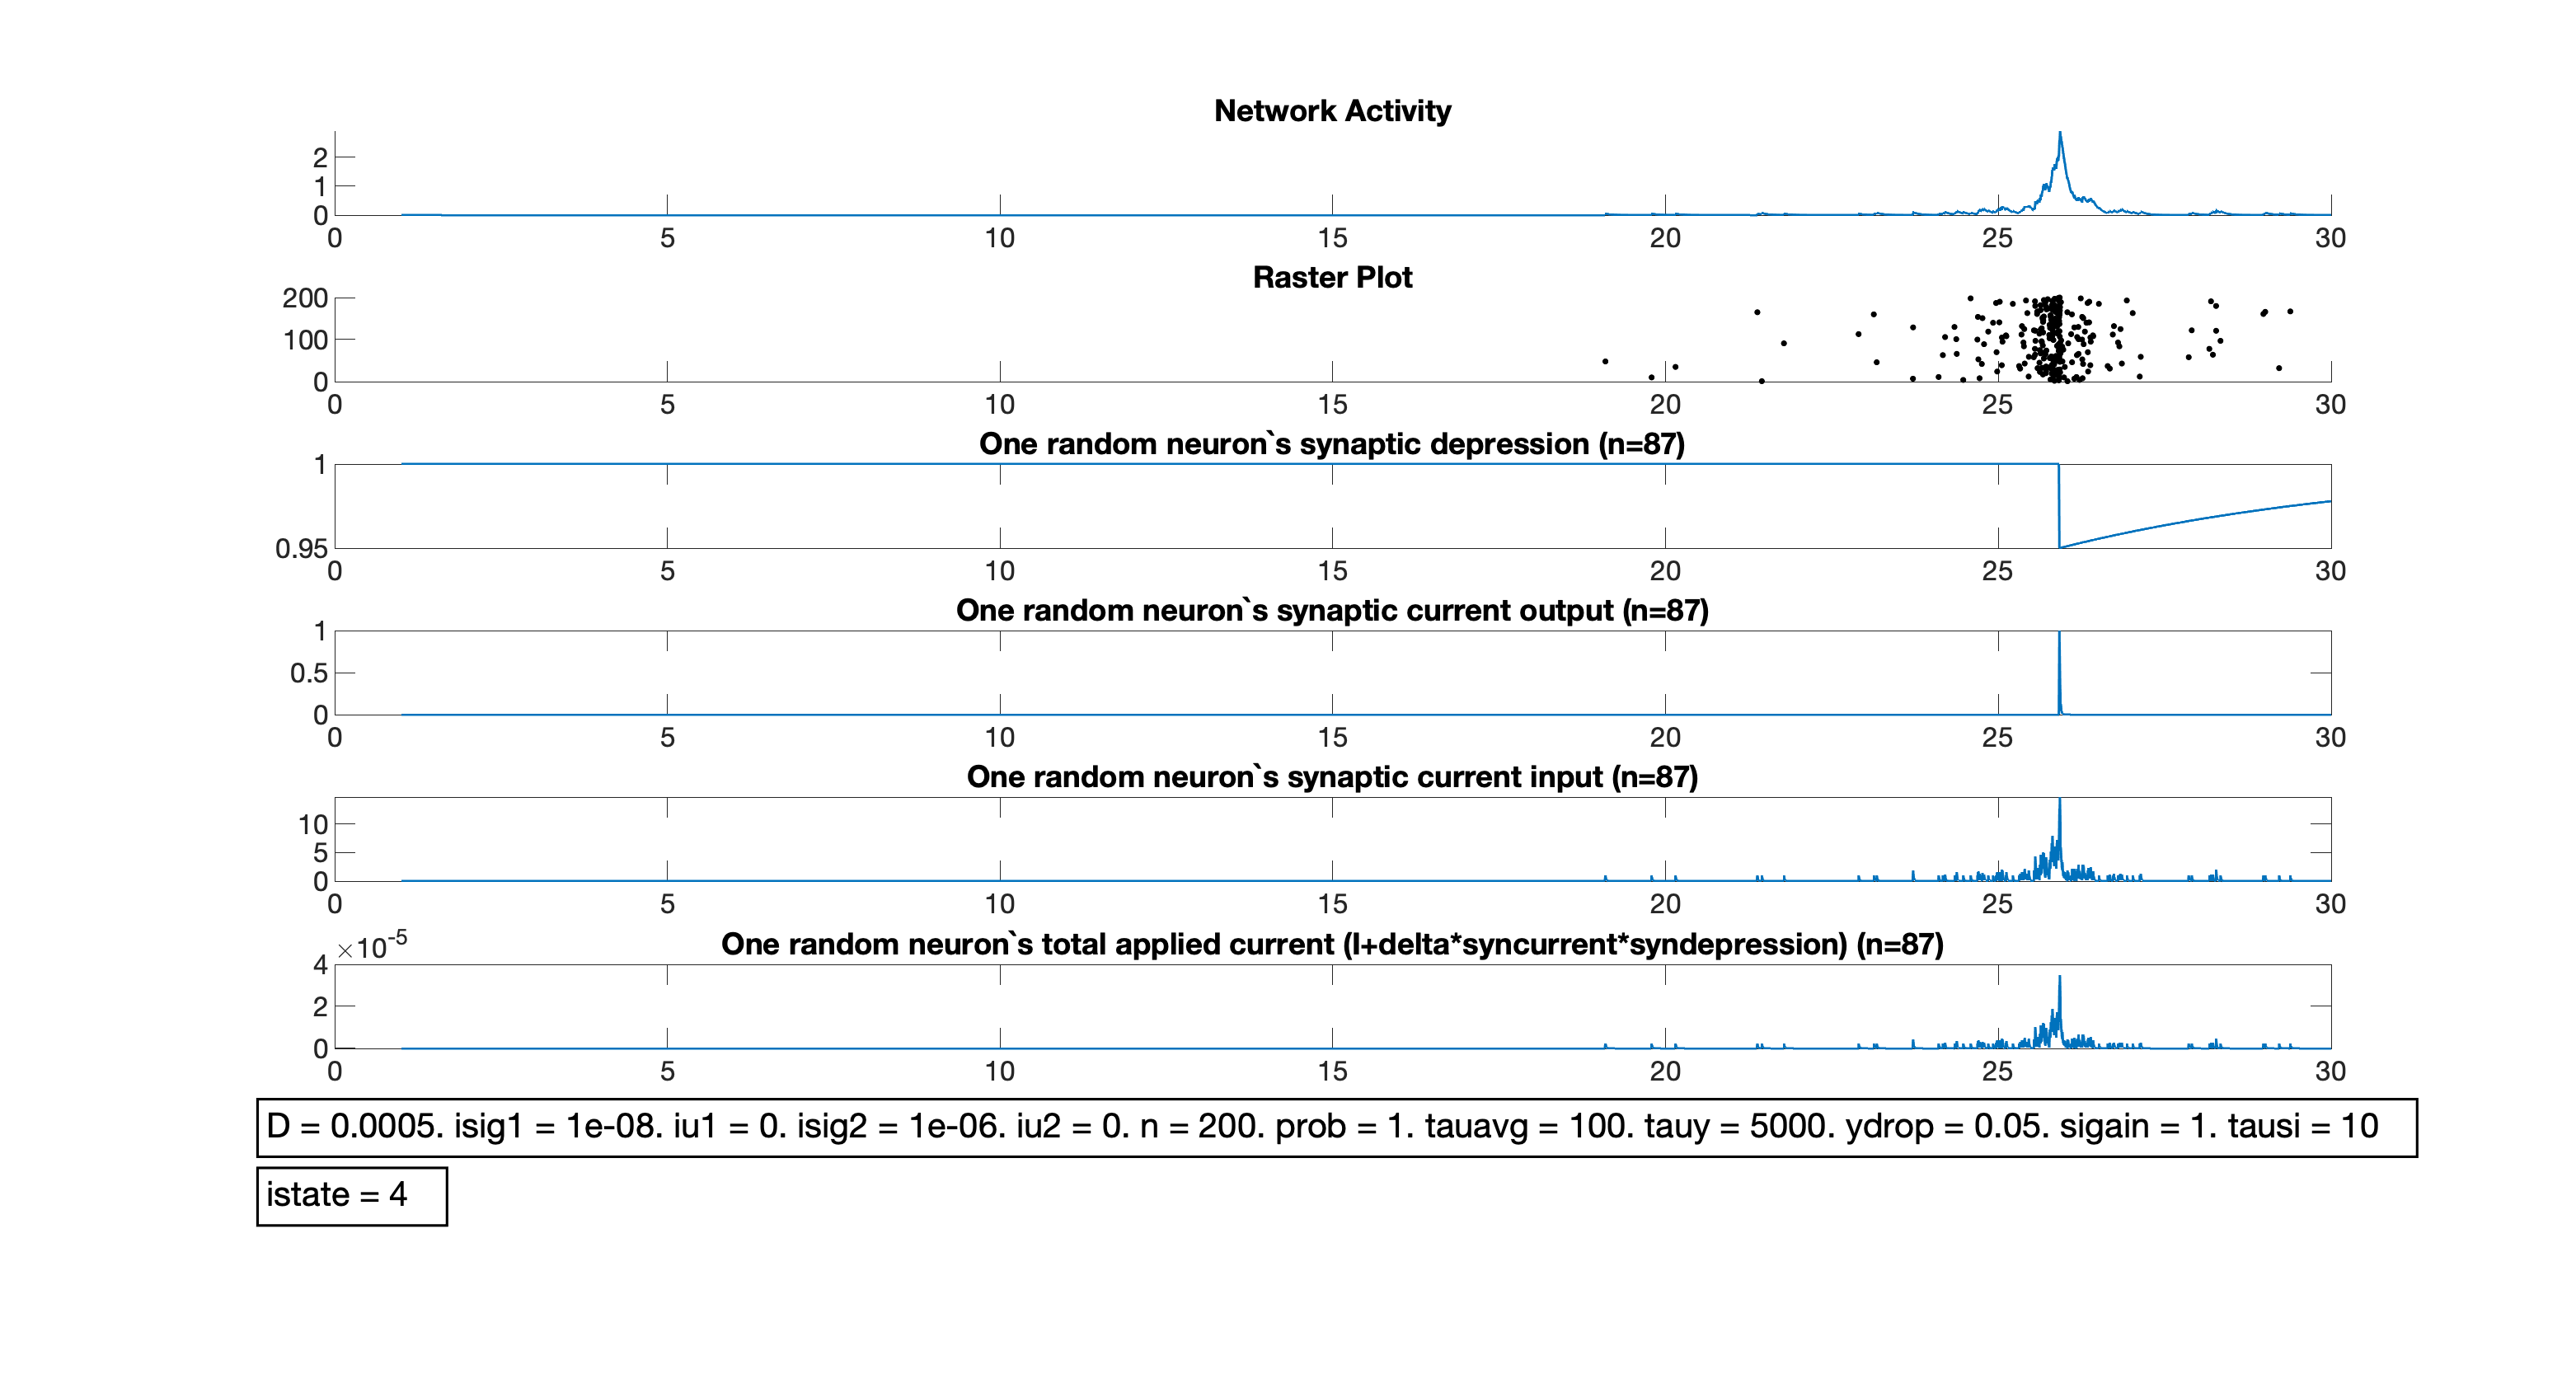 Network Activity
2
1
0
0 5 10 15 20 25 30
Raster Plot
200
100
0
0 5 10 15 20 25 30
One random neuron`s synaptic depression (n=87)
1
0.95
0 5 10 15 20 25 30
One random neuron`s synaptic current output (n=87)
1
0.5
0
0 5 10 15 20 25 30
One random neuron`s synaptic current input (n=87)
10
5
0
0 5 10 15 20 25 30
×10-5
One random neuron`s total applied current (I+delta*syncurrent*syndepression) (n=87)
4
2
0
0 5 10 15 20 25 30
D = 0.0005. isig1 = 1e-08. iu1 = 0. isig2 = 1e-06. iu2 = 0. n = 200. prob = 1. tauavg = 100. tauy = 5000. ydrop = 0.05. sigain = 1. tausi = 10
istate = 4